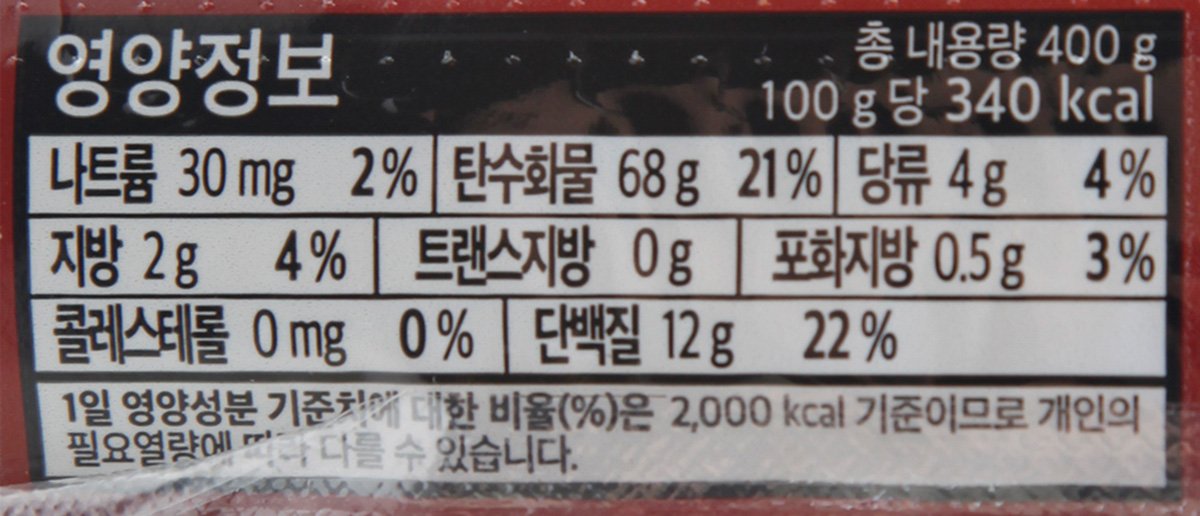 영양정보
총 내용량 400 g
100 g 당 340 kcal
나트륨 30 mg 2% 탄수화물 68 g 21% 당류 4 g 4%
지방 2 g 4% 트랜스지방 0 g 포화지방 0.5 g 3%
콜레스테롤 0 mg 0% 단백질 12 g 22%
1일 영양성분 기준치에 대한 비율(%)은 2,000 kcal 기준이므로 개인의
필요열량에 따라 다를 수 있습니다.